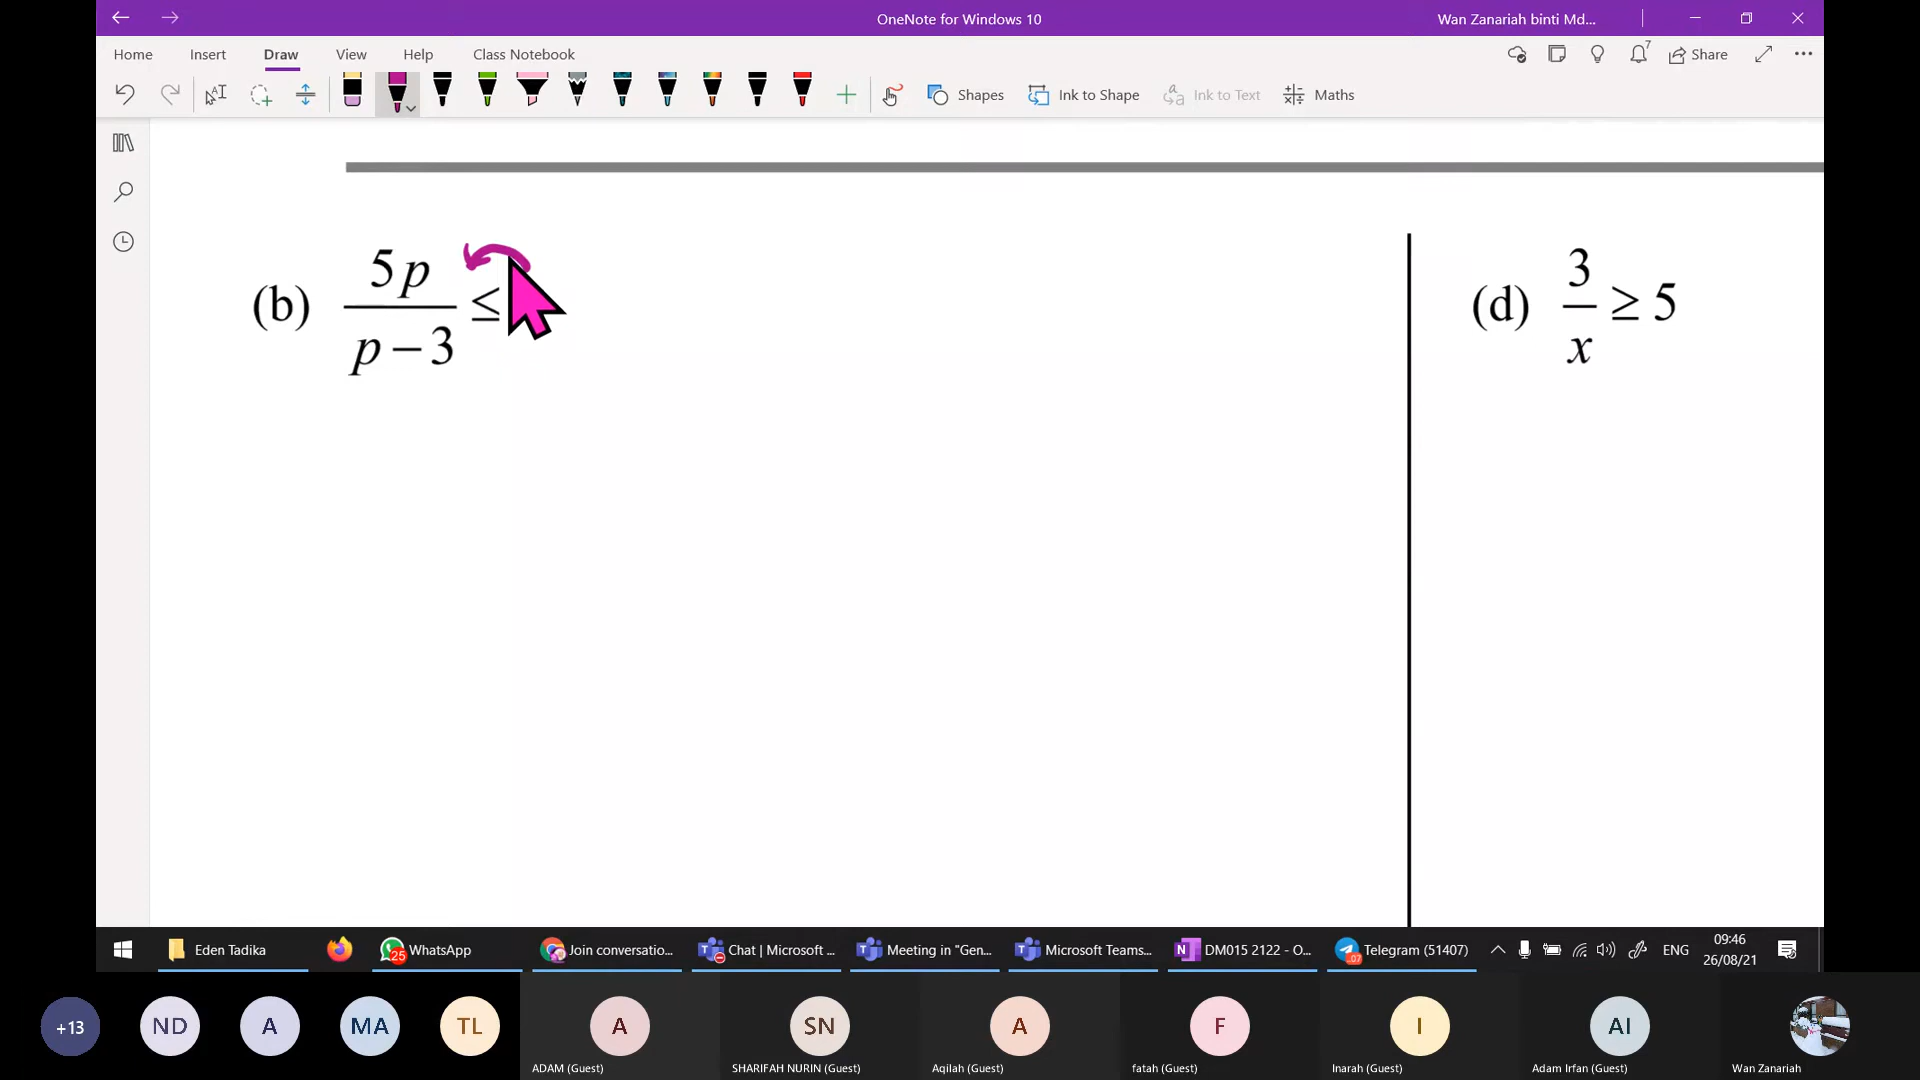 OneNote for Windows 10
Wan Zanariah binti Md...
Home Insert Draw View Help Class Notebook
7
Share
Shapes Ink to Shape Ink to Text Maths
(b) 5p / p − 3 ≤
(d) 3 / x ≥ 5
Eden Tadika
25 WhatsApp
Join conversatio...
Chat | Microsoft ...
Meeting in "Gen...
Microsoft Teams...
DM015 2122 - O...
Telegram (51407)
ENG
09:46
26/08/21
+13 ND A MA TL A SN A F I AI
ADAM (Guest) SHARIFAH NURIN (Guest) Aqilah (Guest) fatah (Guest) Inarah (Guest) Adam Irfan (Guest) Wan Zanariah